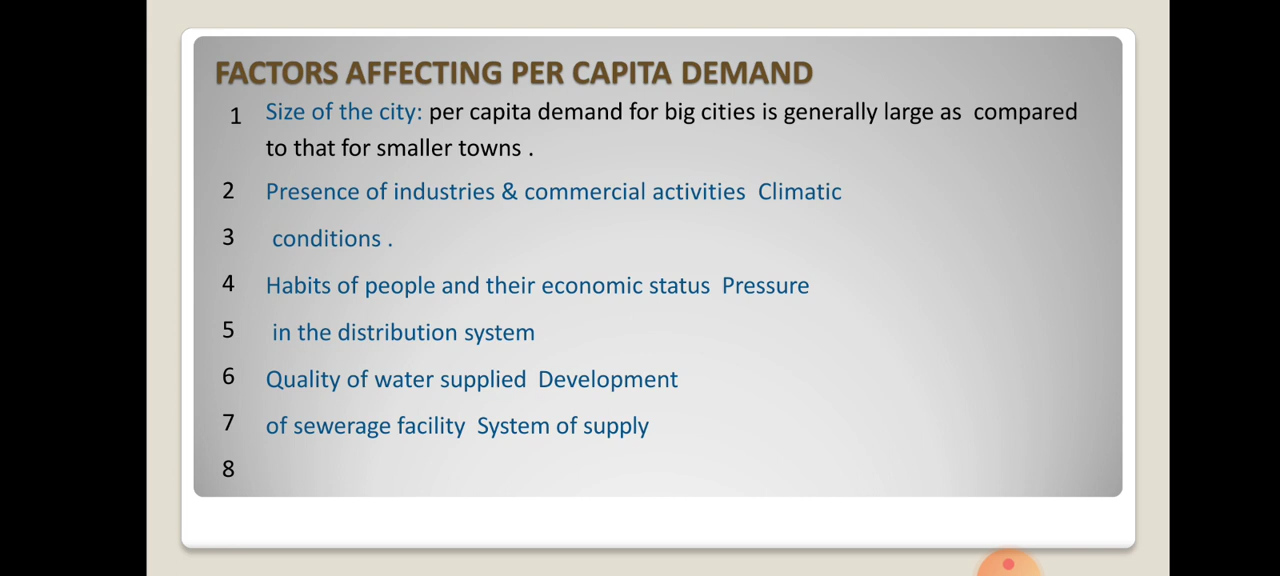 FACTORS AFFECTING PER CAPITA DEMAND
1 Size of the city: per capita demand for big cities is generally large as compared
to that for smaller towns .
2 Presence of industries & commercial activities Climatic
3 conditions .
4 Habits of people and their economic status Pressure
5 in the distribution system
6 Quality of water supplied Development
7 of sewerage facility System of supply
8